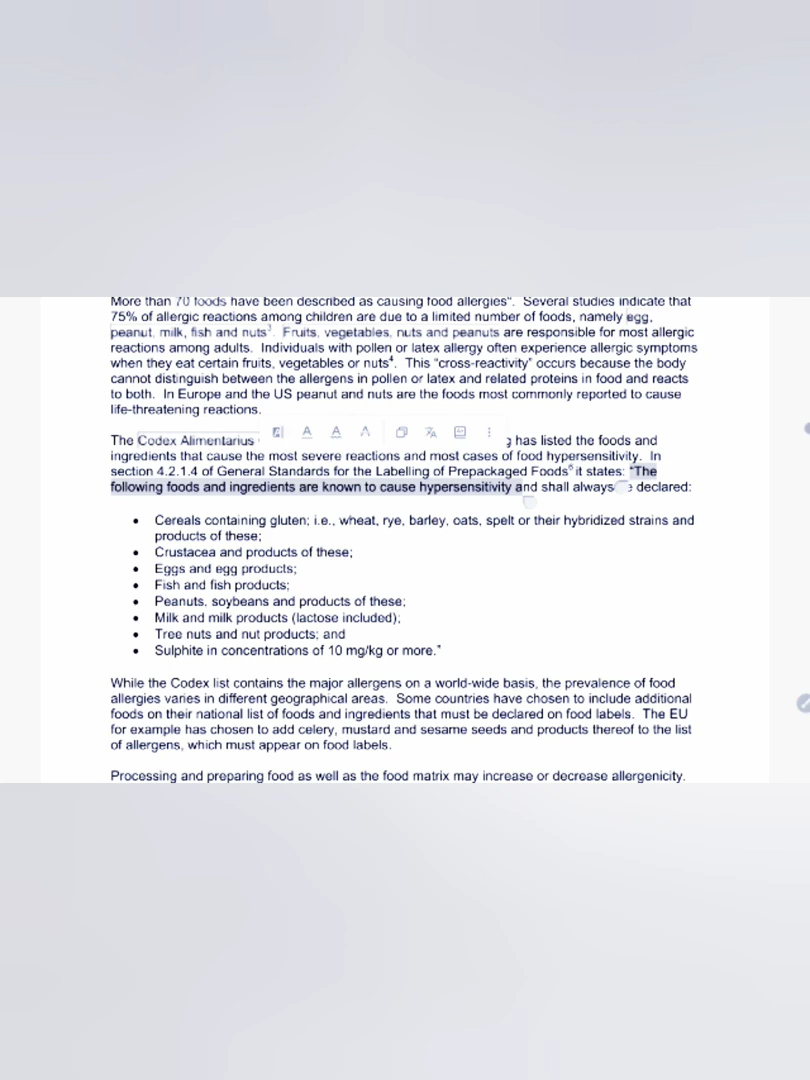 More than 70 foods have been described as causing food allergies". Several studies indicate that
75% of allergic reactions among children are due to a limited number of foods, namely egg,
peanut, milk, fish and nuts³. Fruits, vegetables, nuts and peanuts are responsible for most allergic
reactions among adults. Individuals with pollen or latex allergy often experience allergic symptoms
when they eat certain fruits, vegetables or nuts⁴. This "cross-reactivity" occurs because the body
cannot distinguish between the allergens in pollen or latex and related proteins in food and reacts
to both. In Europe and the US peanut and nuts are the foods most commonly reported to cause
life-threatening reactions.
The Codex Alimentarius has listed the foods and
ingredients that cause the most severe reactions and most cases of food hypersensitivity. In
section 4.2.1.4 of General Standards for the Labelling of Prepackaged Foods⁶ it states: "The
following foods and ingredients are known to cause hypersensitivity and shall always declared:
• Cereals containing gluten; i.e., wheat, rye, barley, oats, spelt or their hybridized strains and
products of these;
• Crustacea and products of these;
• Eggs and egg products;
• Fish and fish products;
• Peanuts, soybeans and products of these;
• Milk and milk products (lactose included);
• Tree nuts and nut products; and
• Sulphite in concentrations of 10 mg/kg or more."
While the Codex list contains the major allergens on a world-wide basis, the prevalence of food
allergies varies in different geographical areas. Some countries have chosen to include additional
foods on their national list of foods and ingredients that must be declared on food labels. The EU
for example has chosen to add celery, mustard and sesame seeds and products thereof to the list
of allergens, which must appear on food labels.
Processing and preparing food as well as the food matrix may increase or decrease allergenicity.